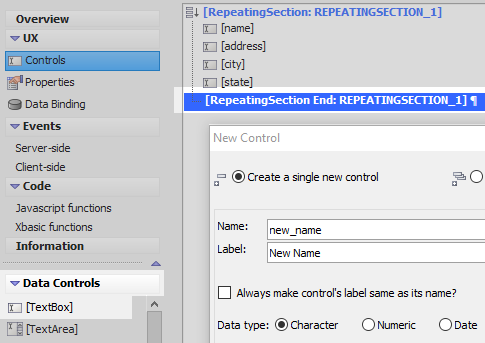 Overview
UX
Controls
Properties
Data Binding
Events
Server-side
Client-side
Code
Javascript functions
Xbasic functions
Information
Data Controls
[TextBox]
[TextArea]
[RepeatingSection: REPEATINGSECTION_1]
[name]
[address]
[city]
[state]
[RepeatingSection End: REPEATINGSECTION_1] ¶
New Control
Create a single new control
Name: new_name
Label: New Name
Always make control's label same as its name?
Data type: Character Numeric Date